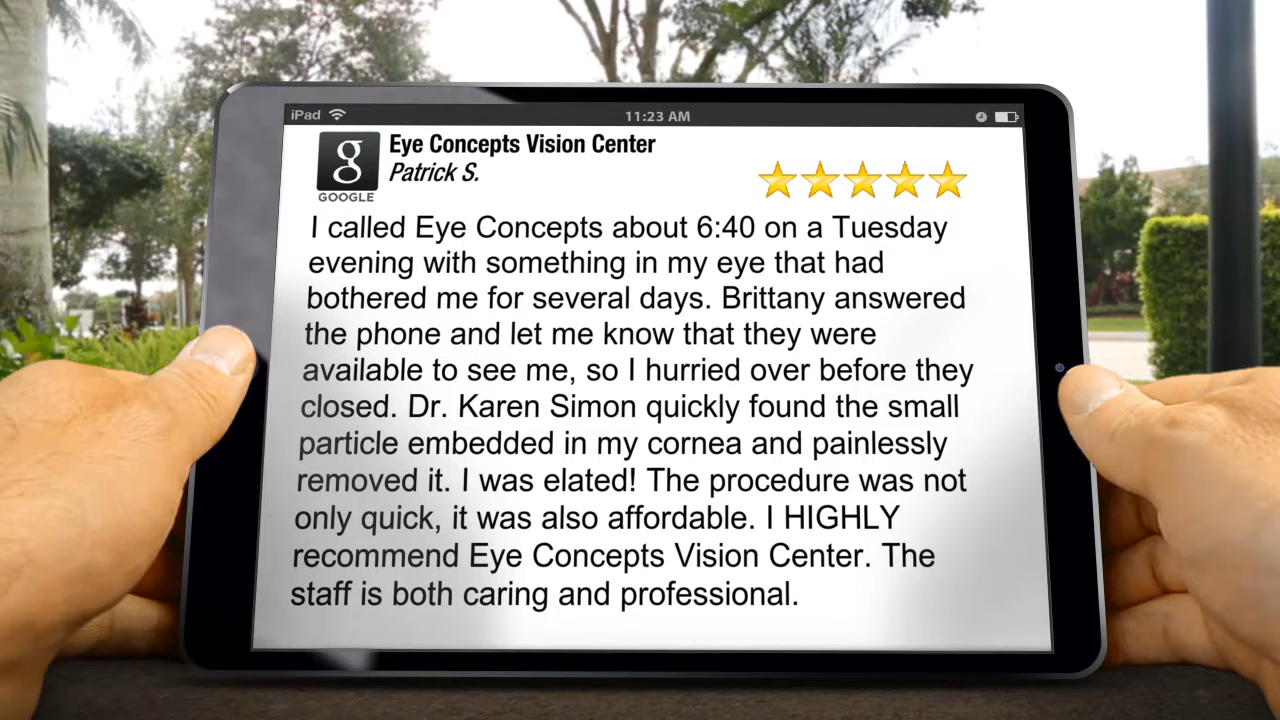 iPad
11:23 AM
g
GOOGLE
Eye Concepts Vision Center
Patrick S.
I called Eye Concepts about 6:40 on a Tuesday
evening with something in my eye that had
bothered me for several days. Brittany answered
the phone and let me know that they were
available to see me, so I hurried over before they
closed. Dr. Karen Simon quickly found the small
particle embedded in my cornea and painlessly
removed it. I was elated! The procedure was not
only quick, it was also affordable. I HIGHLY
recommend Eye Concepts Vision Center. The
staff is both caring and professional.